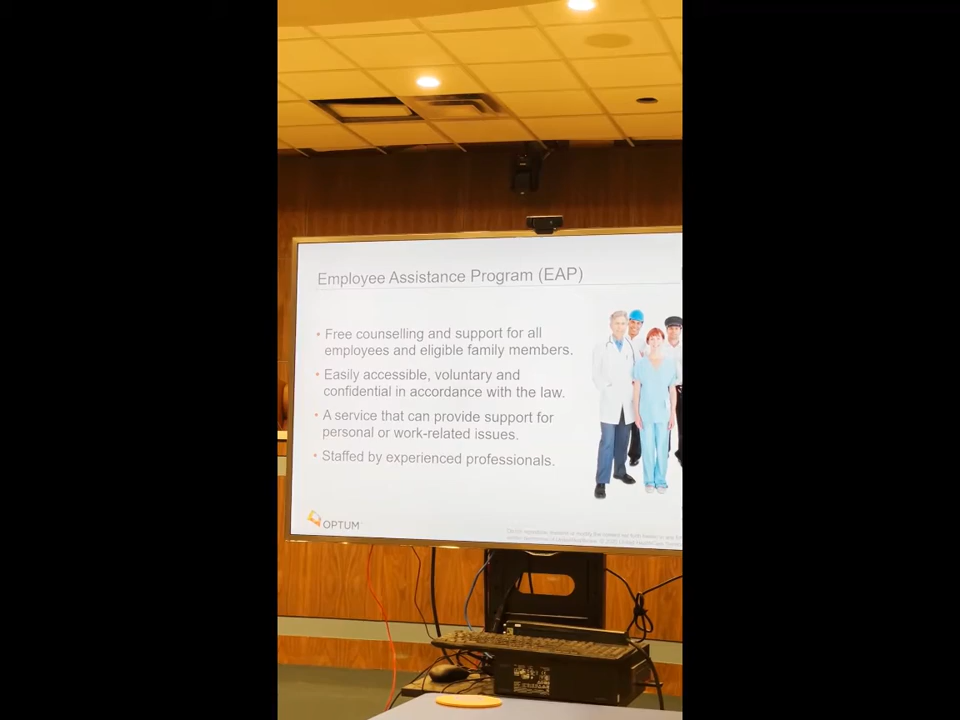 Employee Assistance Program (EAP)
• Free counselling and support for all
employees and eligible family members.
• Easily accessible, voluntary and
confidential in accordance with the law.
• A service that can provide support for
personal or work-related issues.
• Staffed by experienced professionals.
OPTUM